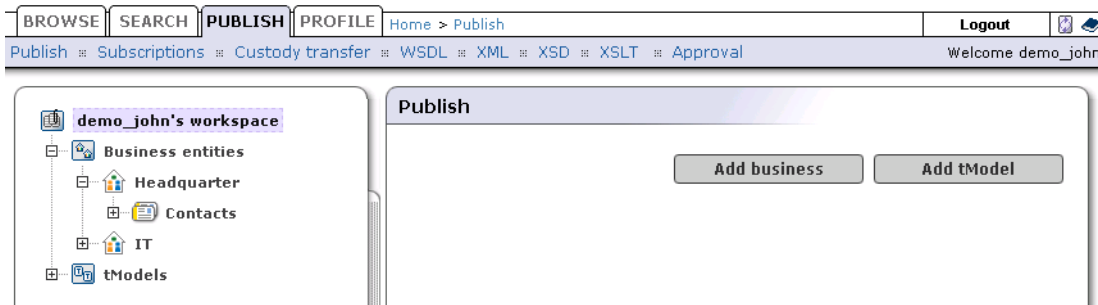 BROWSE SEARCH PUBLISH PROFILE Home > Publish Logout
Publish Subscriptions Custody transfer WSDL XML XSD XSLT Approval Welcome demo_john
demo_john's workspace
Business entities
Headquarter
Contacts
IT
tModels
Publish
Add business Add tModel